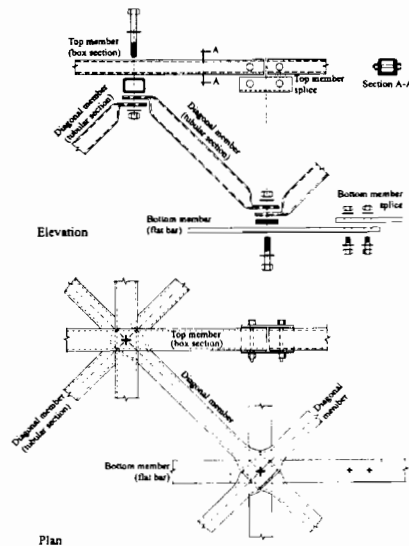 Top member
(box section)
A
A
Top member
splice
Section A-A
Diagonal member
(tubular section)
Diagonal member
(tubular section)
Bottom member
splice
Bottom member
(flat bar)
Elevation
Top member
(box section)
Diagonal member
(tubular section)
Diagonal member
Diagonal
member
Bottom member
(flat bar)
Plan